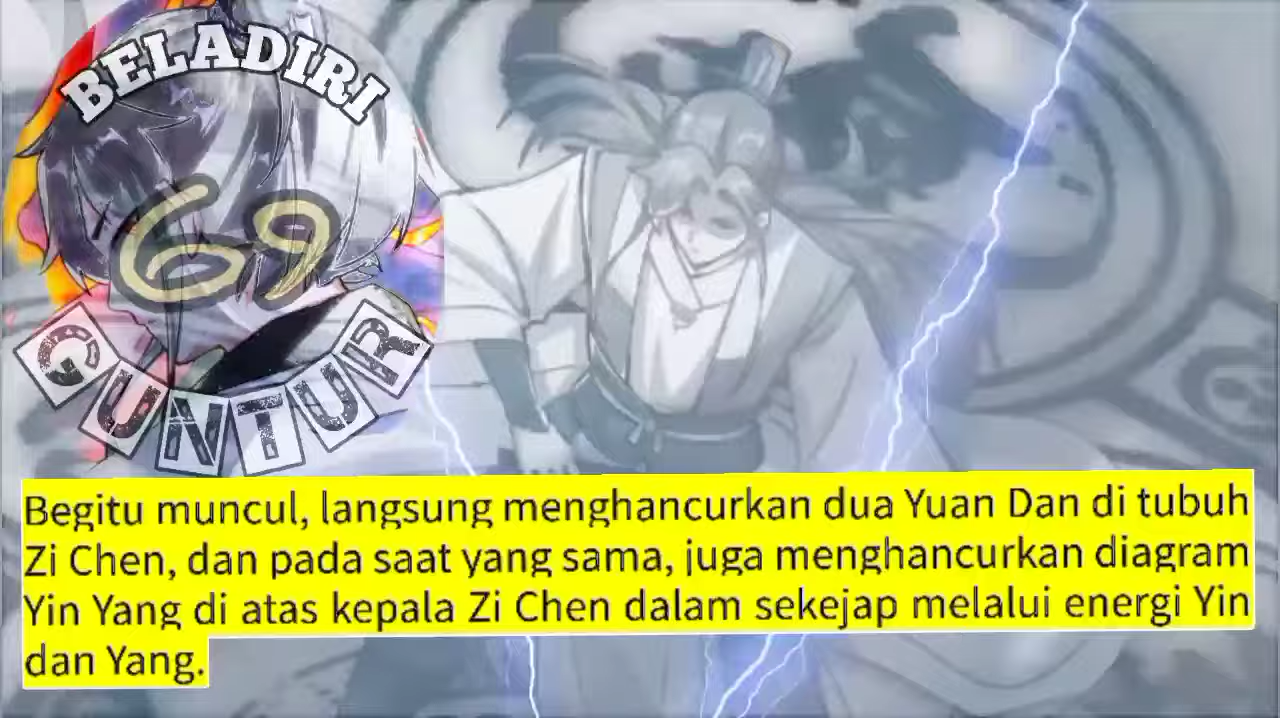 BELADIRI
69
GUNTUR
Begitu muncul, langsung menghancurkan dua Yuan Dan di tubuh
Zi Chen, dan pada saat yang sama, juga menghancurkan diagram
Yin Yang di atas kepala Zi Chen dalam sekejap melalui energi Yin
dan Yang.